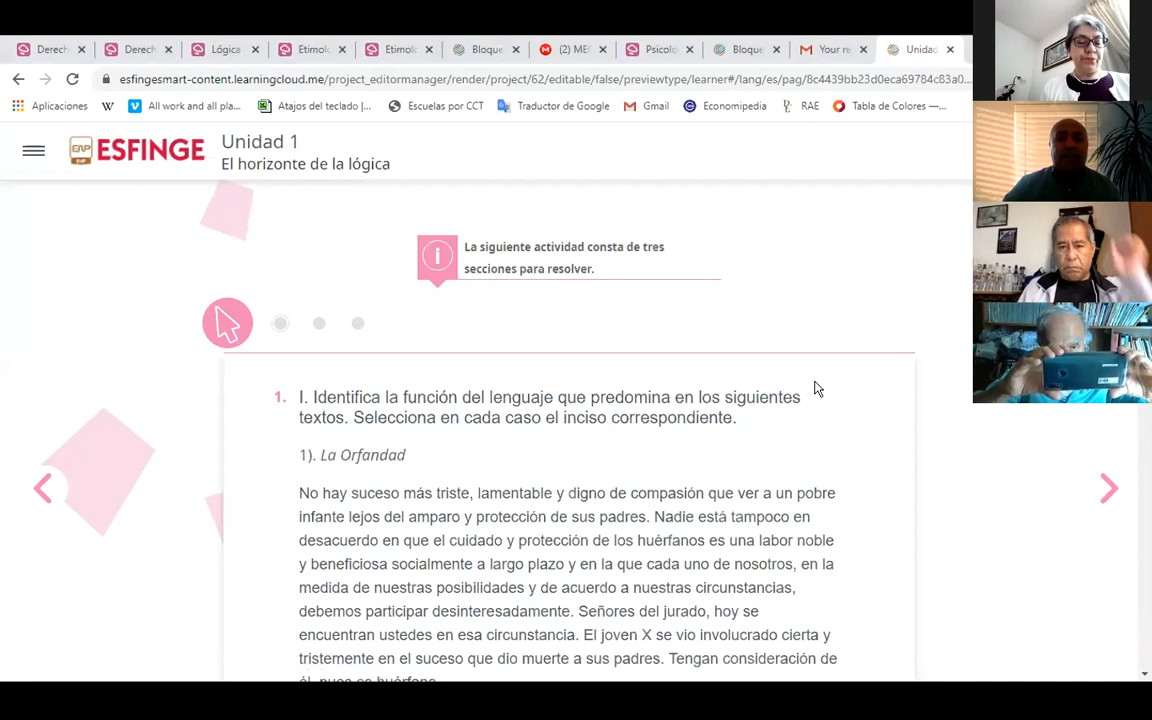 Derech
Derech
Lógica
Etimolo
Etimolo
Bloque
(2) ME
Psicolo
Bloque
Your re
Unidad
esfingesmart-content.learningcloud.me/project_editormanager/render/project/62/editable/false/previewtype/learner#/lang/es/pag/8c4439bb23d0eca69784c83a0...
Aplicaciones
W
All work and all pla...
Atajos del teclado |...
Escuelas por CCT
Traductor de Google
Gmail
Economipedia
RAE
Tabla de Colores —...
ESFINGE
Unidad 1
El horizonte de la lógica
La siguiente actividad consta de tres
secciones para resolver.
1. I. Identifica la función del lenguaje que predomina en los siguientes
textos. Selecciona en cada caso el inciso correspondiente.
1). La Orfandad
No hay suceso más triste, lamentable y digno de compasión que ver a un pobre
infante lejos del amparo y protección de sus padres. Nadie está tampoco en
desacuerdo en que el cuidado y protección de los huérfanos es una labor noble
y beneficiosa socialmente a largo plazo y en la que cada uno de nosotros, en la
medida de nuestras posibilidades y de acuerdo a nuestras circunstancias,
debemos participar desinteresadamente. Señores del jurado, hoy se
encuentran ustedes en esa circunstancia. El joven X se vio involucrado cierta y
tristemente en el suceso que dio muerte a sus padres. Tengan consideración de
él, pues es huérfano.